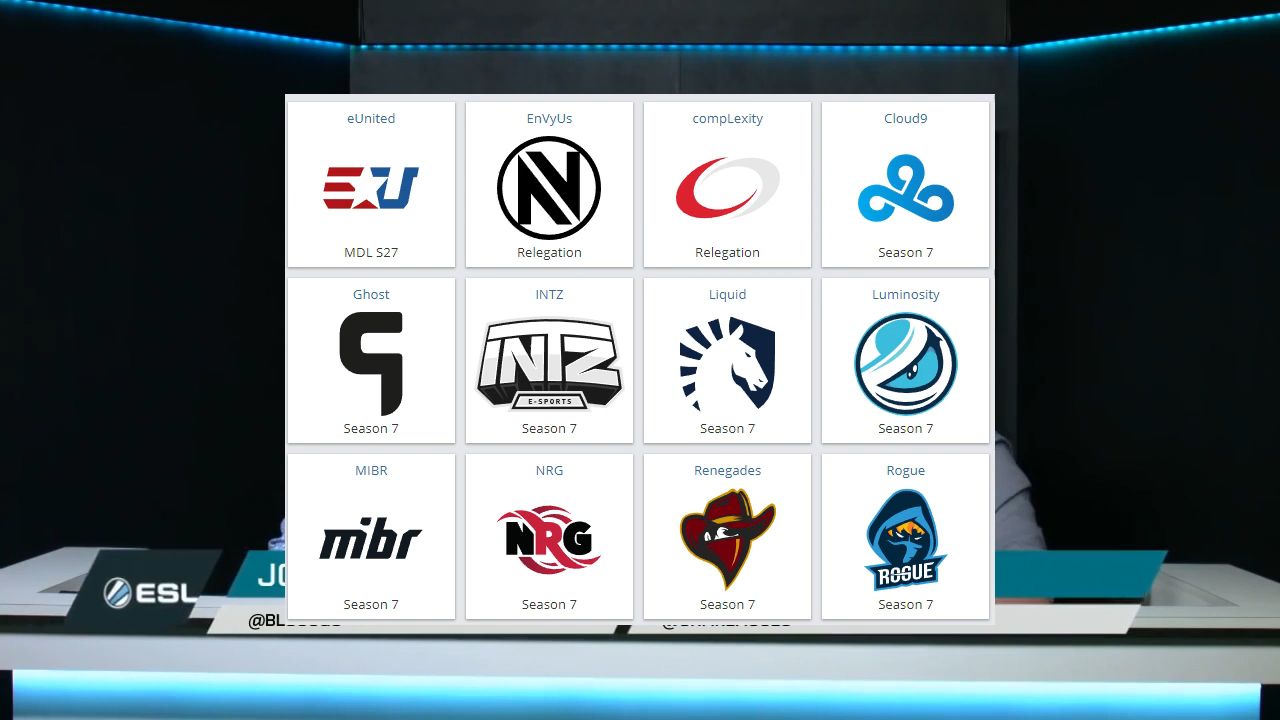 eUnited
EnVyUs
compLexity
Cloud9
EU
N
MDL S27
Relegation
Relegation
Season 7
Ghost
INTZ
Liquid
Luminosity
INTZ
E-SPORTS
Season 7
Season 7
Season 7
Season 7
MIBR
NRG
Renegades
Rogue
mibr
NRG
ROGUE
Season 7
Season 7
Season 7
Season 7
ESL